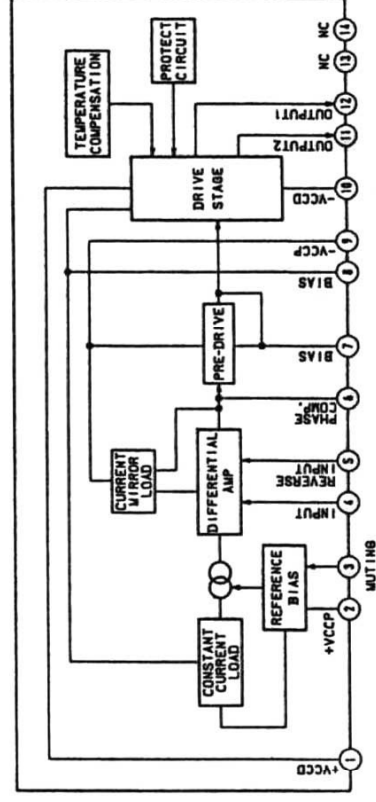 TEMPERATURE
COMPENSATION
PROTECT
CIRCUIT
DRIVE
STAGE
PRE-DRIVE
CURRENT
MIRROR
LOAD
DIFFERENTIAL
AMP
CONSTANT
CURRENT
LOAD
REFERENCE
BIAS
+VCCD
+VCCP
MUTING
INPUT
REVERSE
INPUT
PHASE
COMP.
BIAS
BIAS
-VCCP
-VCCD
OUTPUT2
OUTPUT1
NC
NC
1
2
3
4
5
6
7
8
9
10
11
12
13
14